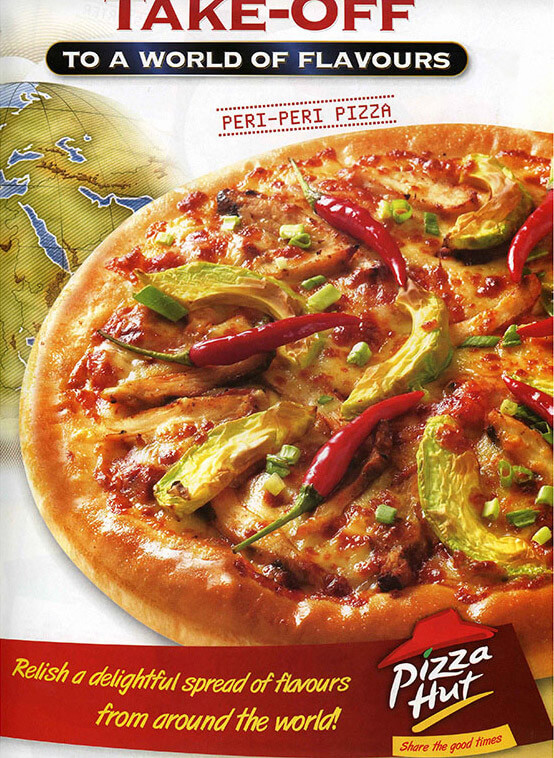 TAKE-OFF
TO A WORLD OF FLAVOURS
PERI-PERI PIZZA
Relish a delightful spread of flavours
from around the world!
Pizza
Hut
Share the good times